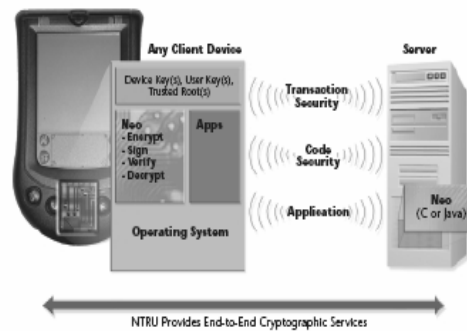 Any Client Device
Server
Device Key(s), User Key(s),
Trusted Root(s)
Neo
- Encrypt
- Sign
- Verify
- Decrypt
Apps
Operating System
Transaction
Security
Code
Security
Application
Neo
(C or Java)
NTRU Provides End-to-End Cryptographic Services